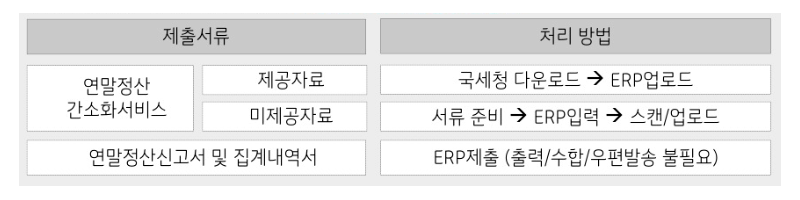 제출서류
처리 방법
연말정산
간소화서비스
제공자료
국세청 다운로드 → ERP업로드
미제공자료
서류 준비 → ERP입력 → 스캔/업로드
연말정산신고서 및 집계내역서
ERP제출 (출력/수합/우편발송 불필요)